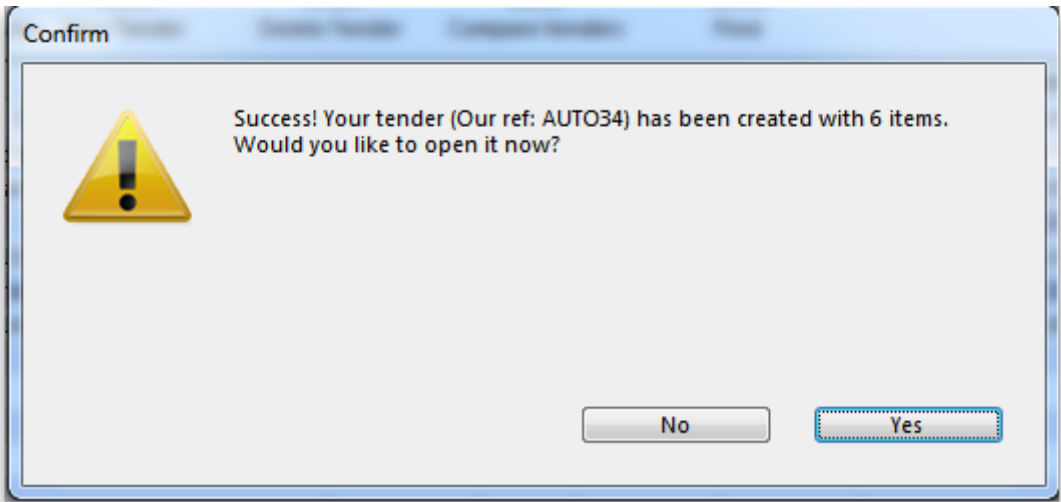 Confirm
Success! Your tender (Our ref: AUTO34) has been created with 6 items.
Would you like to open it now?
No
Yes